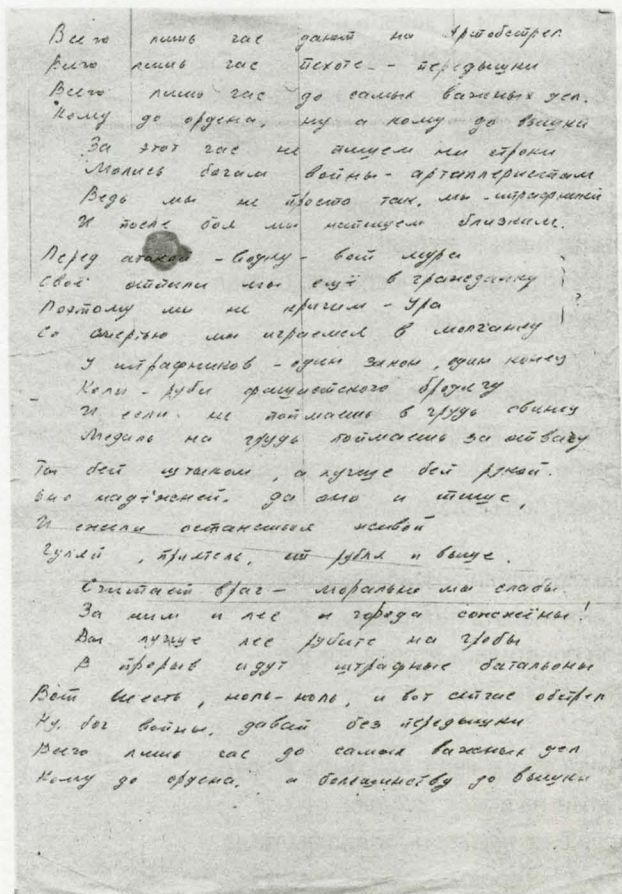 Всего лишь час дают на Артобстрел
Всего лишь час пехоте - передышки
Всего лишь час до самых важных дел.
Кому до ордена, ну а кому до вышки
За этот час не пишем ни строки
Молись богам войны - артиллеристам
Ведь мы не просто так, мы - штрафники
И после боя мы напишем близким.
Перед атакой - водку - вот мура
Своё отпили мы ещё в гражданку
Поэтому мы не кричим - Ура
Со смертью мы играемся в молчанку
?
У штрафников - один закон, один конец
Коли - руби фашистского бродягу
И если не поймаешь в грудь свинец
Медаль на грудь поймаешь за отвагу
Ты бей штыком, а лучше бей рукой.
Оно надёжней, да оно и тише,
И ежели останешься живой
Гуляй, приятель, от рубля и выше.
Считает враг - морально мы слабы.
За ним и лес и города сожжёны!
Вы лучше лес рубите на гробы
В прорыв идут штрафные батальоны
Вот шесть, ноль-ноль, и вот сейчас обстрел
Ну, бог войны, давай без передышки
Всего лишь час до самых важных дел
Кому до ордена, а большинству до вышки